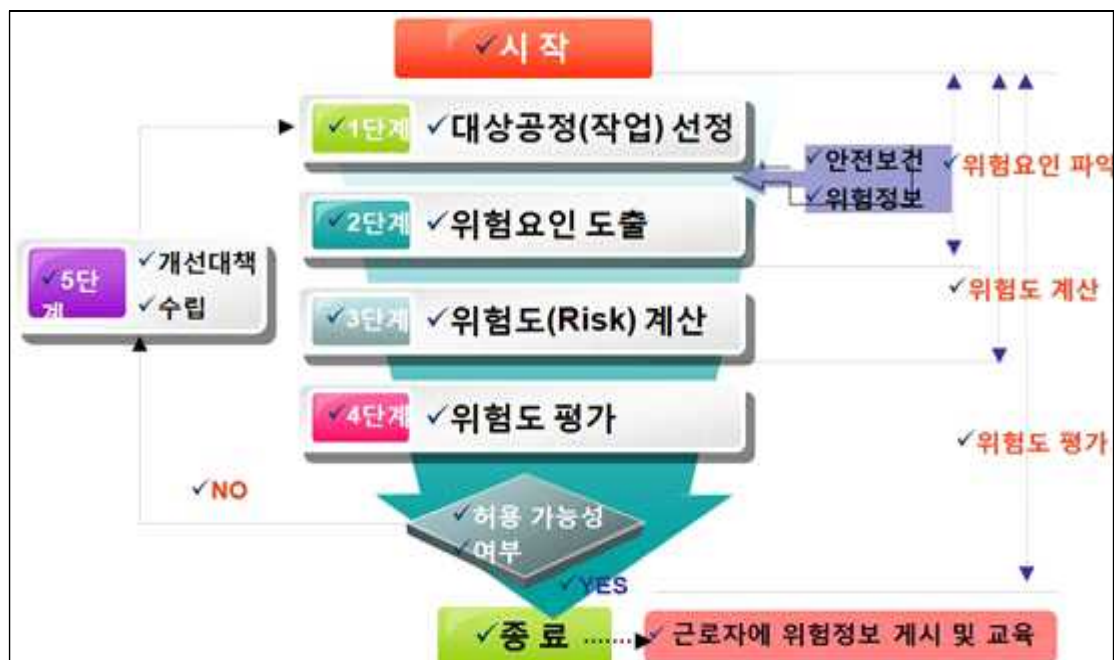 ✓시 작
✓1단계 ✓대상공정(작업) 선정
✓안전보건
✓위험정보
✓위험요인 파악
✓2단계 ✓위험요인 도출
✓5단
계
✓개선대책
✓수립
✓위험도 계산
✓3단계 ✓위험도(Risk) 계산
✓4단계 ✓위험도 평가
✓위험도 평가
✓NO
✓허용 가능성
✓여부
✓YES
✓종 료
✓근로자에 위험정보 게시 및 교육